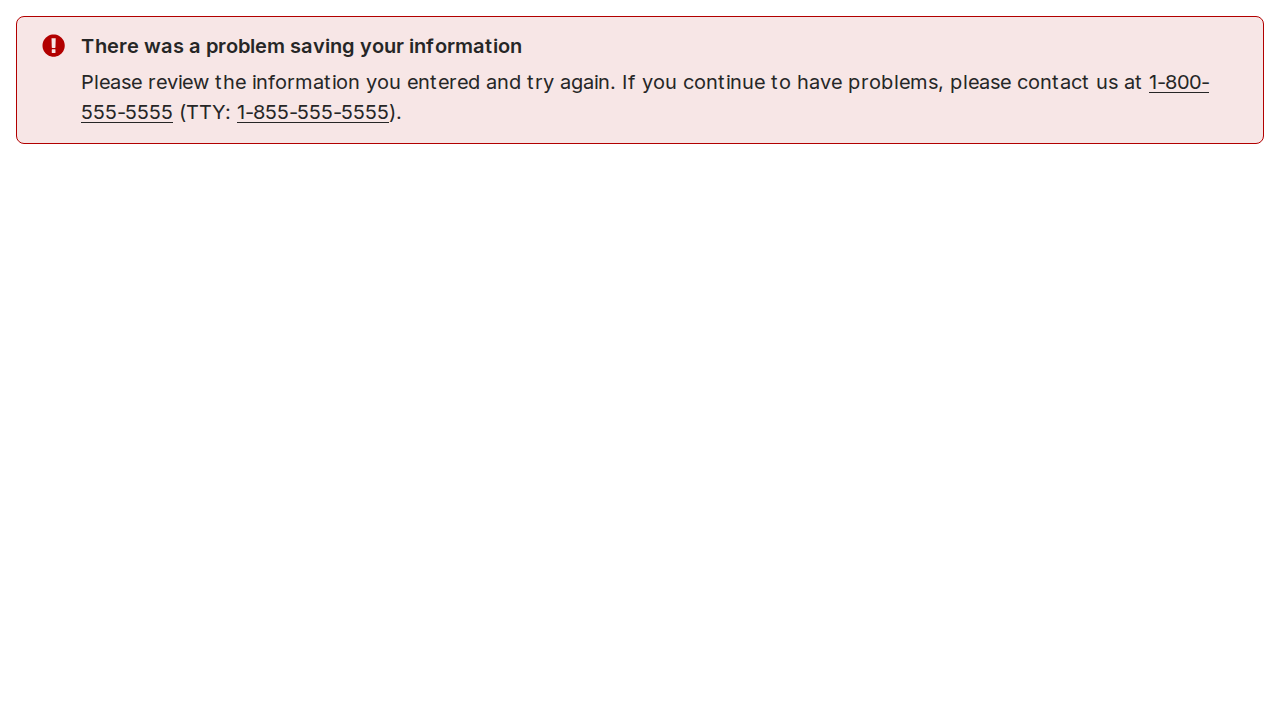 There was a problem saving your information
Please review the information you entered and try again. If you continue to have problems, please contact us at 1-800-
555-5555 (TTY: 1-855-555-5555).